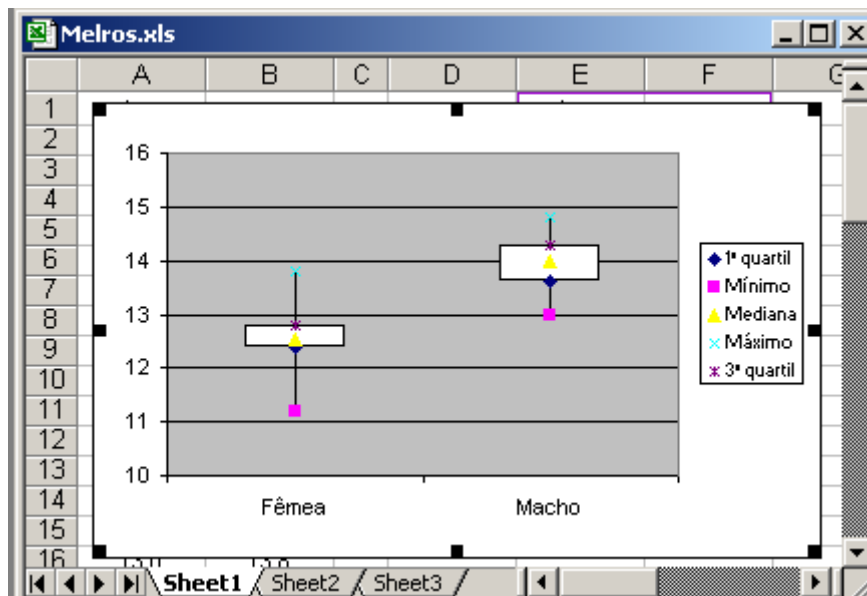 Melros.xls
A B C D E F G
1
2
3
4
5
6
7
8
9
10
11
12
13
14
15
16
16
15
14
13
12
11
10
Fêmea Macho
1º quartil
Mínimo
Mediana
Máximo
3º quartil
Sheet1 Sheet2 Sheet3